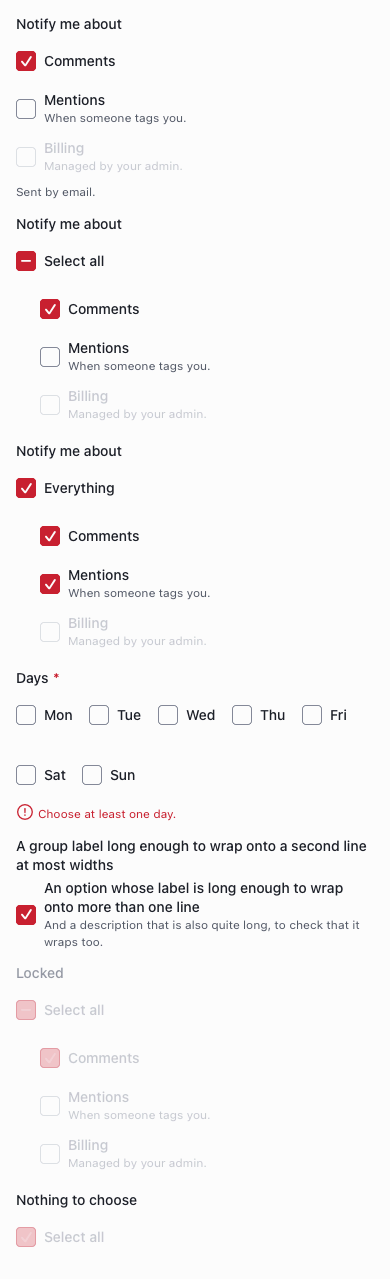 Notify me about
Comments
Mentions
When someone tags you.
Billing
Managed by your admin.
Sent by email.
Notify me about
Select all
Comments
Mentions
When someone tags you.
Billing
Managed by your admin.
Notify me about
Everything
Comments
Mentions
When someone tags you.
Billing
Managed by your admin.
Days *
Mon Tue Wed Thu Fri
Sat Sun
Choose at least one day.
A group label long enough to wrap onto a second line
at most widths
An option whose label is long enough to wrap
onto more than one line
And a description that is also quite long, to check that it
wraps too.
Locked
Select all
Comments
Mentions
When someone tags you.
Billing
Managed by your admin.
Nothing to choose
Select all